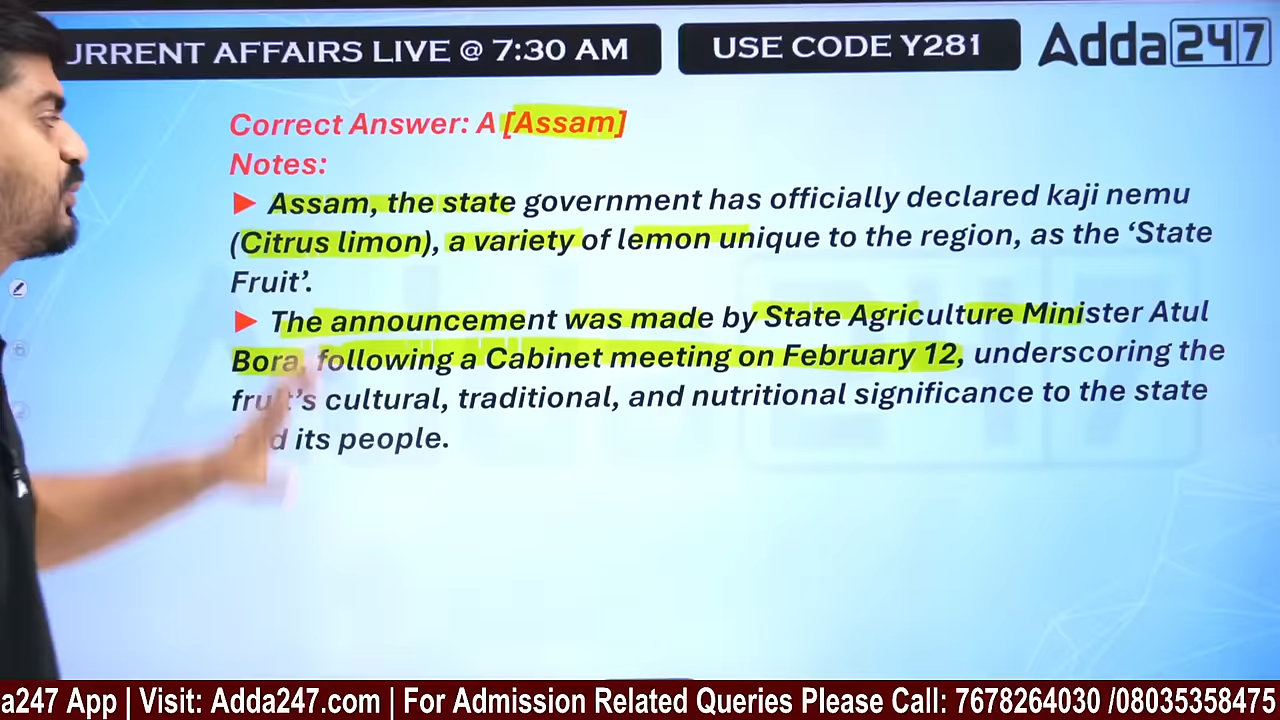 URRENT AFFAIRS LIVE @ 7:30 AM
USE CODE Y281
Adda247
Correct Answer: A [Assam]
Notes:
► Assam, the state government has officially declared kaji nemu
(Citrus limon), a variety of lemon unique to the region, as the ‘State
Fruit’.
► The announcement was made by State Agriculture Minister Atul
Bora, following a Cabinet meeting on February 12, underscoring the
fruit’s cultural, traditional, and nutritional significance to the state
and its people.
a247 App | Visit: Adda247.com | For Admission Related Queries Please Call: 7678264030 /08035358475